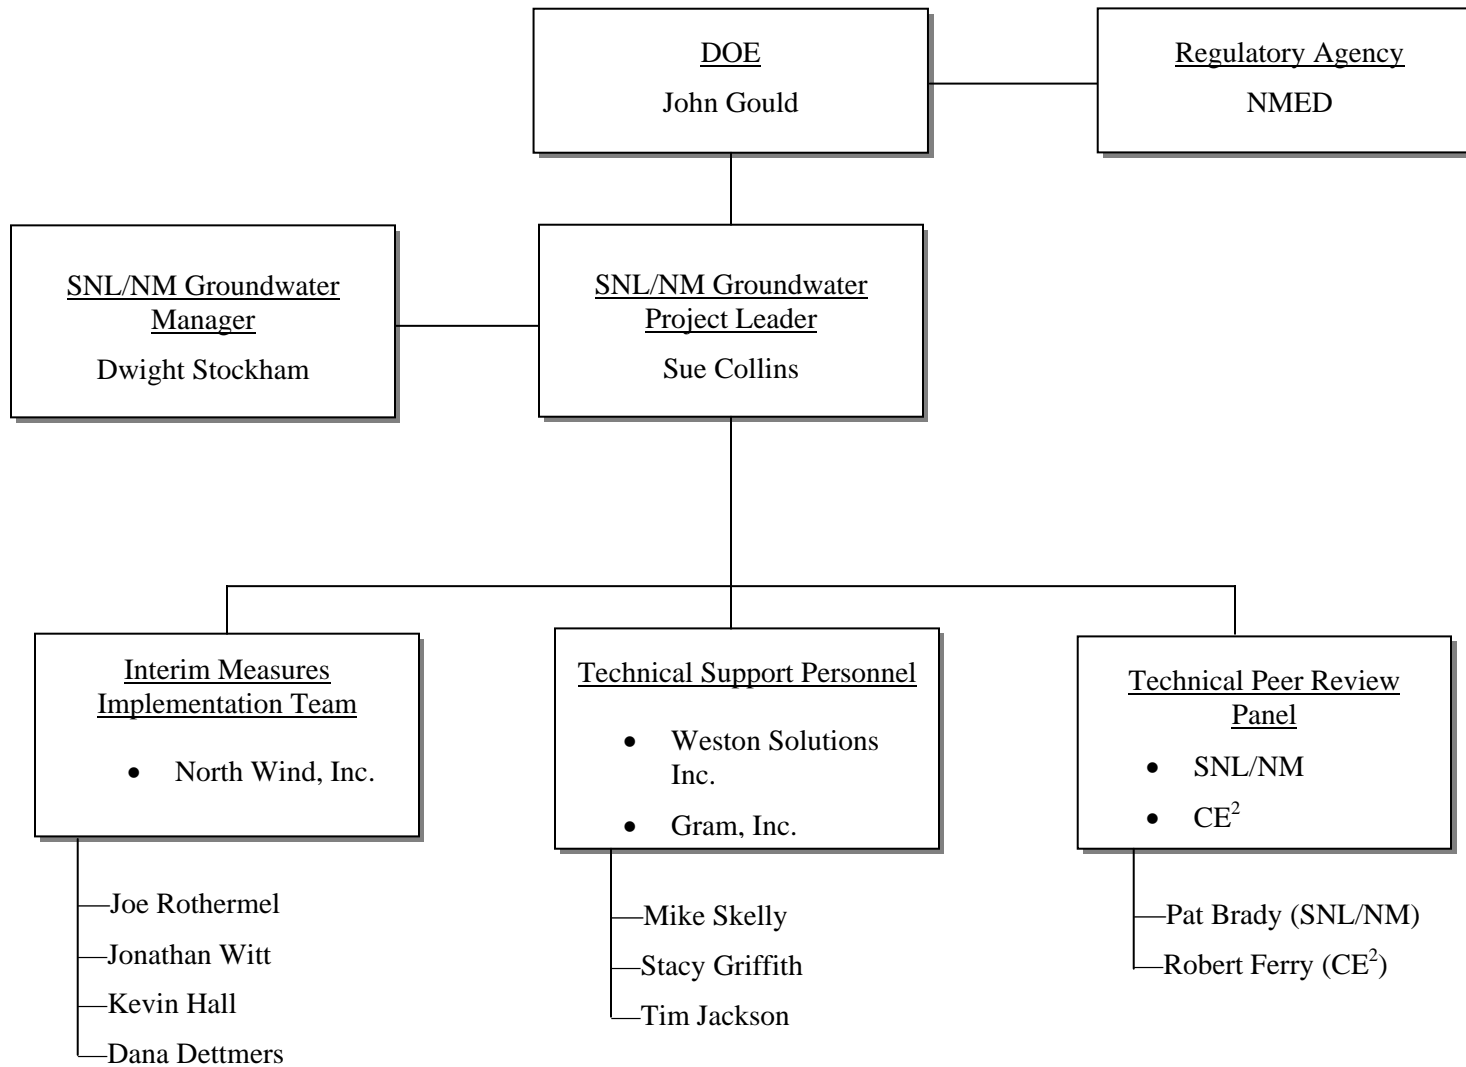 DOE
John Gould
Regulatory Agency
NMED
SNL/NM Groundwater
Manager
Dwight Stockham
SNL/NM Groundwater
Project Leader
Sue Collins
Interim Measures
Implementation Team
• North Wind, Inc.
Joe Rothermel
Jonathan Witt
Kevin Hall
Dana Dettmers
Technical Support Personnel
• Weston Solutions
Inc.
• Gram, Inc.
Mike Skelly
Stacy Griffith
Tim Jackson
Technical Peer Review
Panel
• SNL/NM
• CE²
Pat Brady (SNL/NM)
Robert Ferry (CE²)